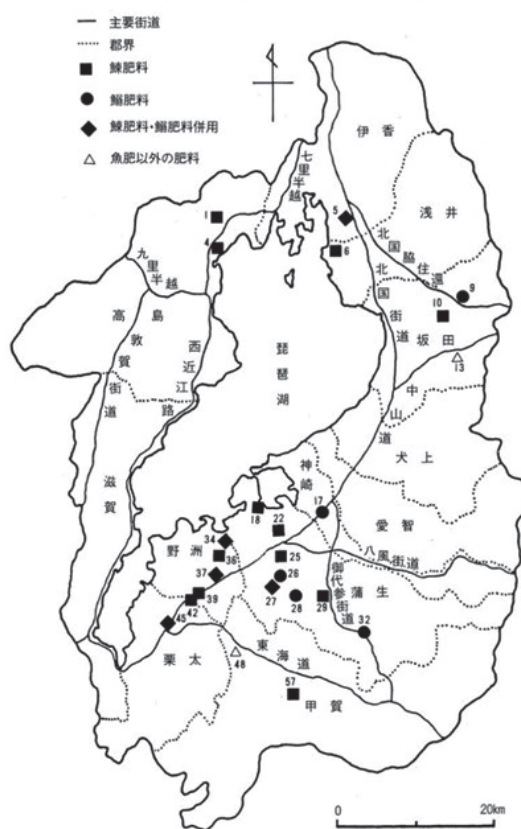 主要街道
郡界
鰊肥料
鰯肥料
鰊肥料・鰯肥料併用
魚肥以外の肥料
伊香
七里半越
浅井
1
5
4
6
北国脇往還
9
九里半越
北国街道
10
坂田
高島
13
敦賀街道
西近江路
琵琶湖
中山道
犬上
滋賀
神崎
17
18
22
愛智
34
野洲
36
25
八風街道
37
26
御代参街道
蒲生
27
28
29
39
42
32
45
栗太
48
東海道
57
甲賀
0
20km